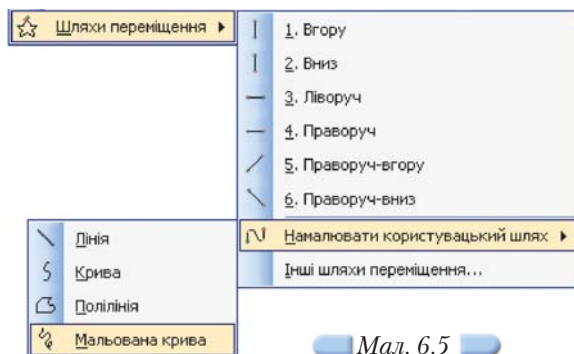 Шляхи переміщення
1. Вгору
2. Вниз
3. Ліворуч
4. Праворуч
5. Праворуч-вгору
6. Праворуч-вниз
Намалювати користувацький шлях
Інші шляхи переміщення...
Лінія
Крива
Полілінія
Мальована крива
Мал. 6.5